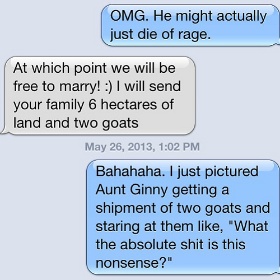 OMG. He might actually
just die of rage.
At which point we will be
free to marry! :) I will send
your family 6 hectares of
land and two goats
May 26, 2013, 1:02 PM
Bahahaha. I just pictured
Aunt Ginny getting a
shipment of two goats and
staring at them like, "What
the absolute shit is this
nonsense?"